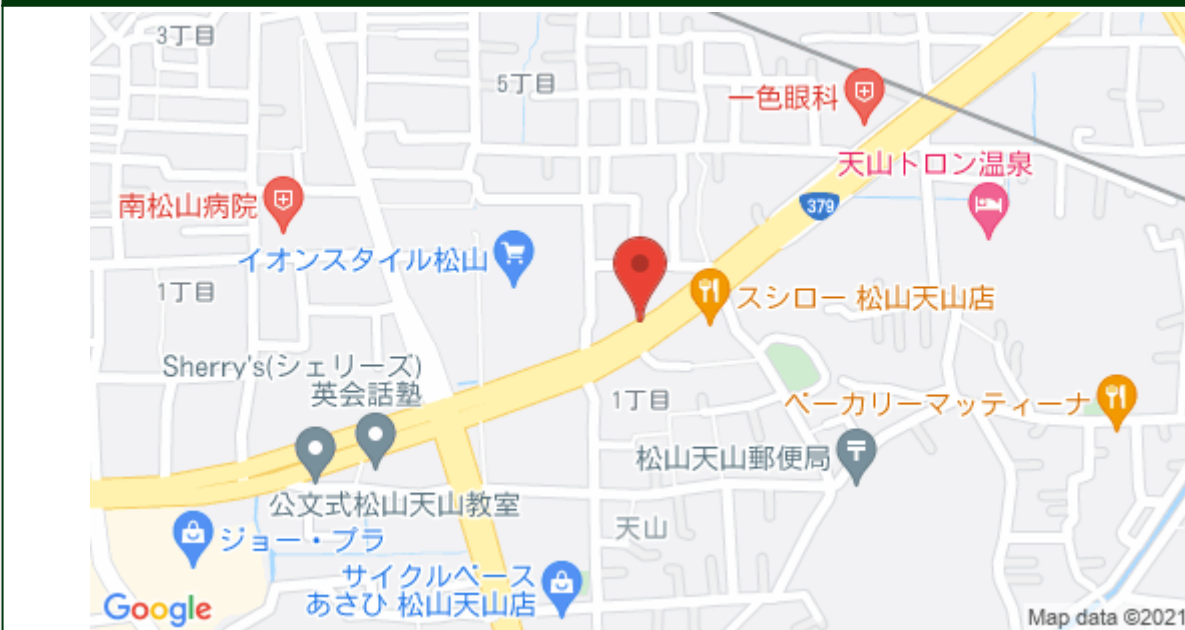 3丁目
5丁目
一色眼科
天山トロン温泉
南松山病院
379
イオンスタイル松山
1丁目
スシロー 松山天山店
Sherry's(シェリーズ)
英会話塾
1丁目
ベーカリーマッティーナ
松山天山郵便局
公文式松山天山教室
天山
ジョー・プラ
サイクルベース
あさひ 松山天山店
Google
Map data ©2021